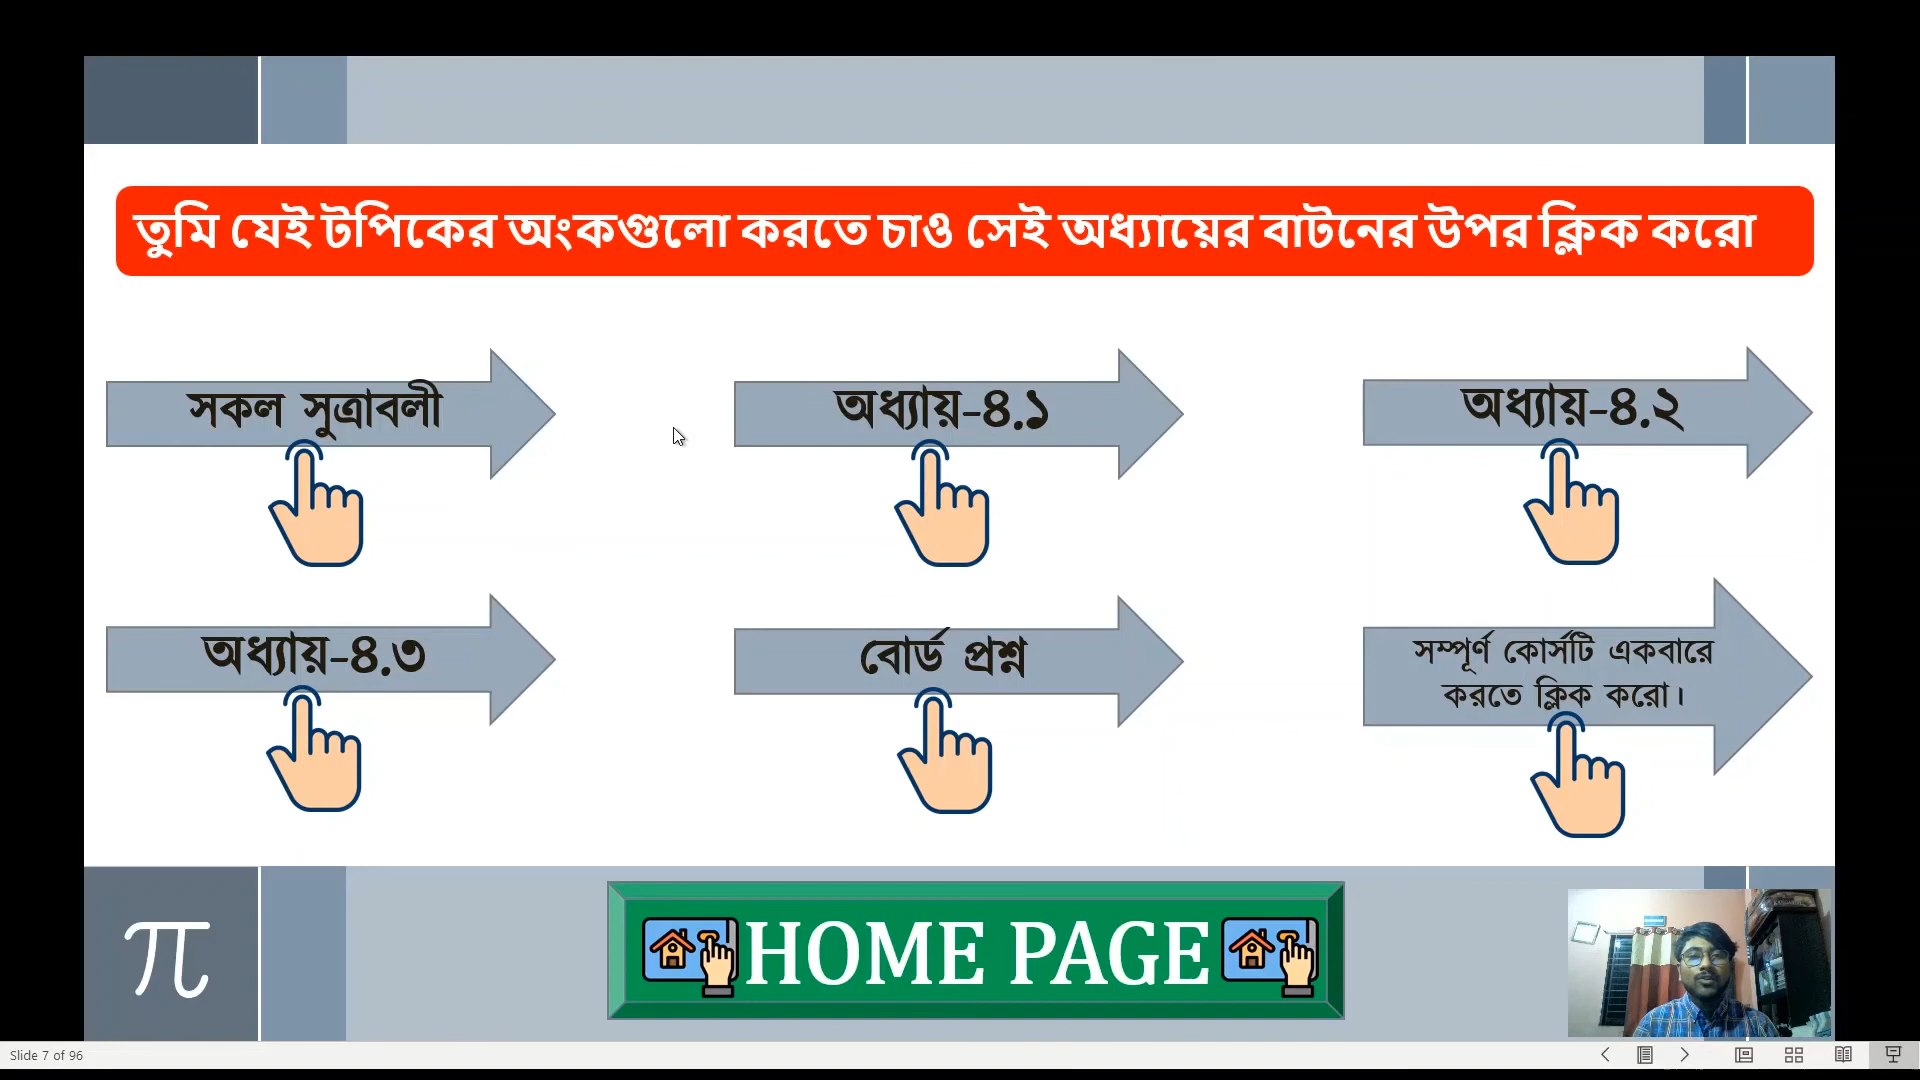 তুমি যেই টপিকের অংকগুলো করতে চাও সেই অধ্যায়ের বাটনের উপর ক্লিক করো
সকল সুত্রাবলী
অধ্যায়-৪.১
অধ্যায়-৪.২
অধ্যায়-৪.৩
বোর্ড প্রশ্ন
সম্পূর্ণ কোর্সটি একবারে
করতে ক্লিক করো।
π
HOME PAGE
Slide 7 of 96